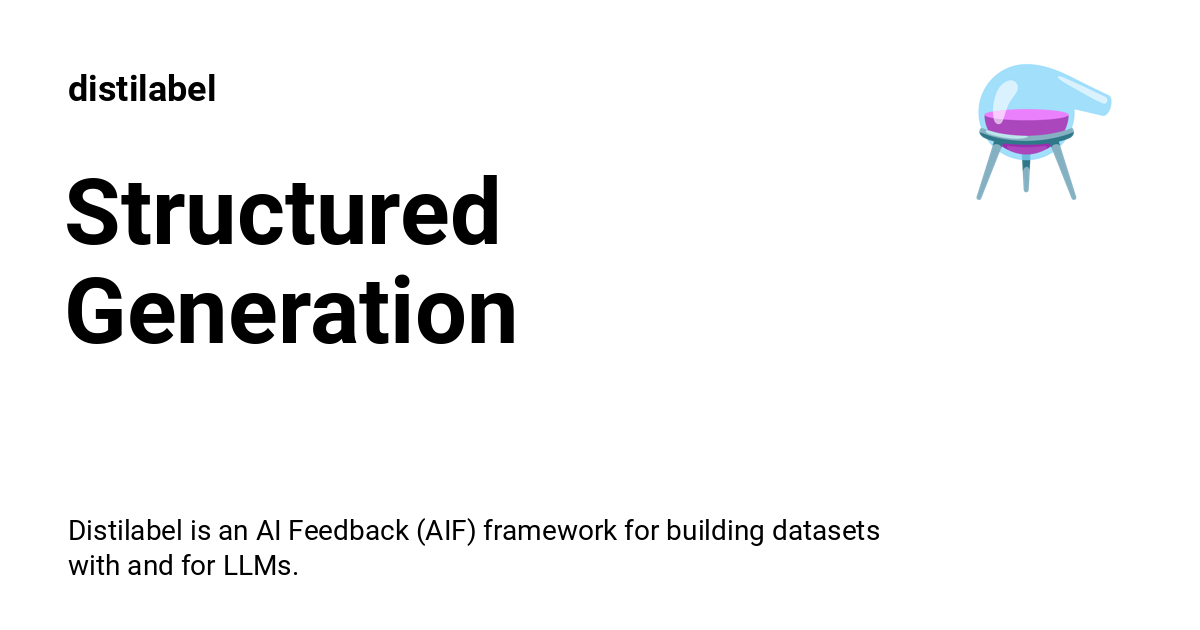 distilabel
Structured
Generation
Distilabel is an AI Feedback (AIF) framework for building datasets
with and for LLMs.